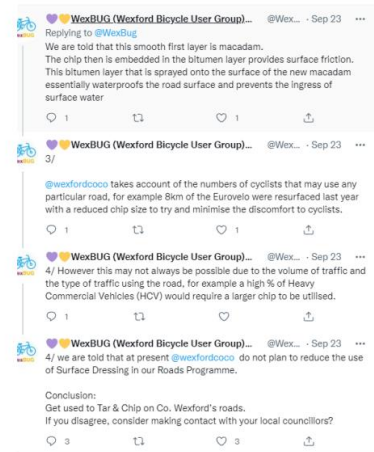 💜💛WexBUG (Wexford Bicycle User Group)... @Wex... · Sep 23 ···
Replying to @WexBug
We are told that this smooth first layer is macadam.
The chip then is embedded in the bitumen layer provides surface friction.
This bitumen layer that is sprayed onto the surface of the new macadam
essentially waterproofs the road surface and prevents the ingress of
surface water
1 1
💜💛WexBUG (Wexford Bicycle User Group)... @Wex... · Sep 23 ···
3/
@wexfordcoco takes account of the numbers of cyclists that may use any
particular road, for example 8km of the Eurovelo were resurfaced last year
with a reduced chip size to try and minimise the discomfort to cyclists.
1 1
💜💛WexBUG (Wexford Bicycle User Group)... @Wex... · Sep 23 ···
4/ However this may not always be possible due to the volume of traffic and
the type of traffic using the road, for example a high % of Heavy
Commercial Vehicles (HCV) would require a larger chip to be utilised.
1
💜💛WexBUG (Wexford Bicycle User Group)... @Wex... · Sep 23 ···
4/ we are told that at present @wexfordcoco do not plan to reduce the use
of Surface Dressing in our Roads Programme.
Conclusion:
Get used to Tar & Chip on Co. Wexford's roads.
If you disagree, consider making contact with your local councillors?
3 3